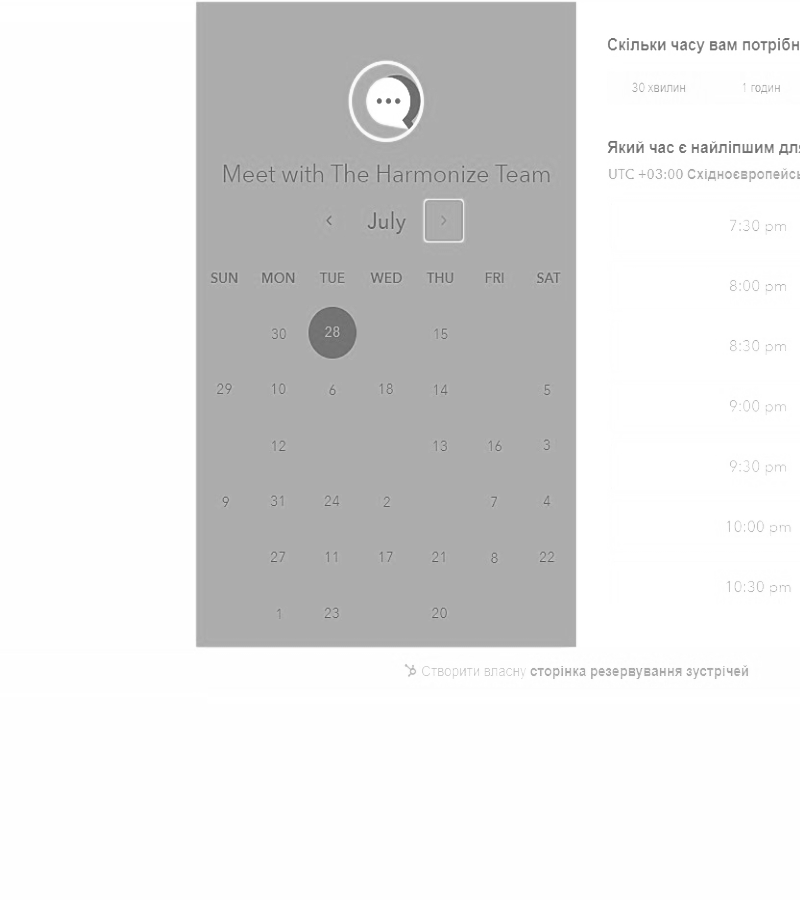 Meet with The Harmonize Team
July
SUN MON TUE WED THU FRI SAT
30 28 15
29 10 6 18 14 5
12 13 16 3
9 31 24 2 7 4
27 11 17 21 8 22
1 23 20
Скільки часу вам потрібн
30 хвилин 1 годин
Який час є найліпшим дл
UTC +03:00 Східноєвропейс
7:30 pm
8:00 pm
8:30 pm
9:00 pm
9:30 pm
10:00 pm
10:30 pm
Створити власну сторінка резервування зустрічей